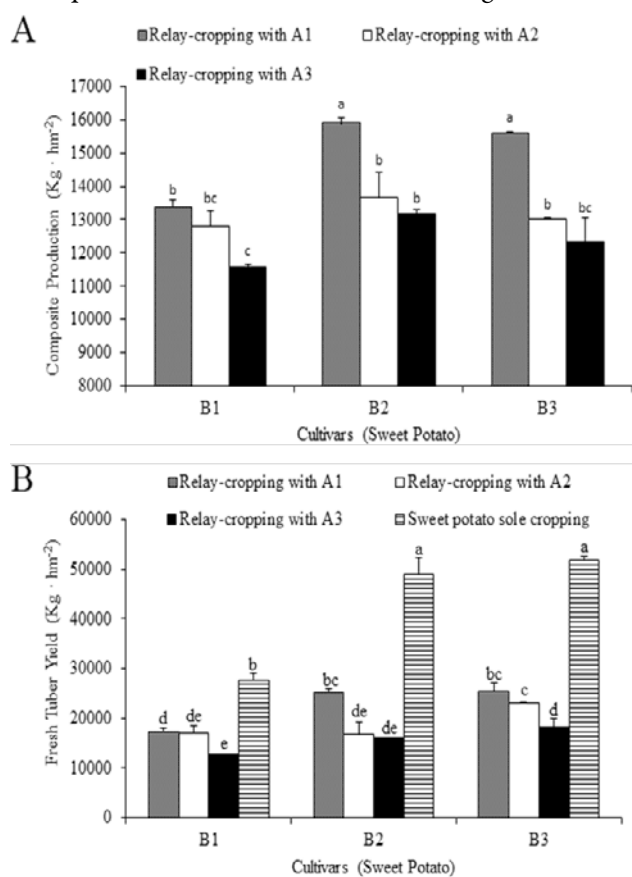 A
Relay-cropping with A1 Relay-cropping with A2
Relay-cropping with A3
Composite Production (Kg · hm-2)
17000
16000
15000
14000
13000
12000
11000
10000
9000
8000
b bc c a b b a b bc
B1 B2 B3
Cultivars (Sweet Potato)
B
Relay-cropping with A1 Relay-cropping with A2
Relay-cropping with A3 Sweet potato sole cropping
Fresh Tuber Yield (Kg · hm-2)
60000
50000
40000
30000
20000
10000
0
d de e b bc de de a bc c d a
B1 B2 B3
Cultivars (Sweet Potato)